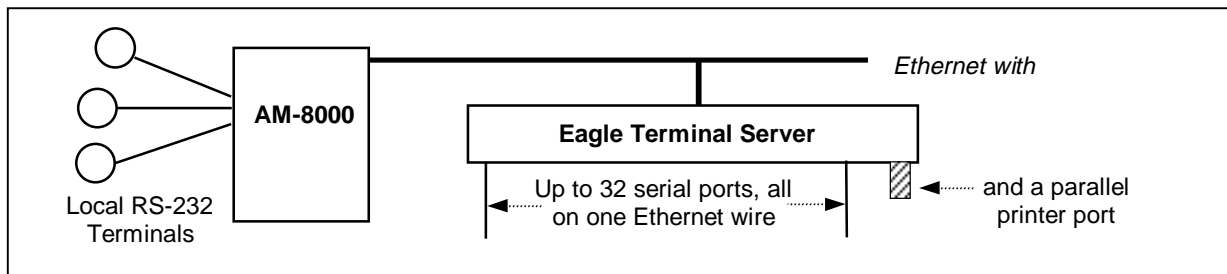 AM-8000
Ethernet with
Eagle Terminal Server
Local RS-232
Terminals
Up to 32 serial ports, all
on one Ethernet wire
and a parallel
printer port